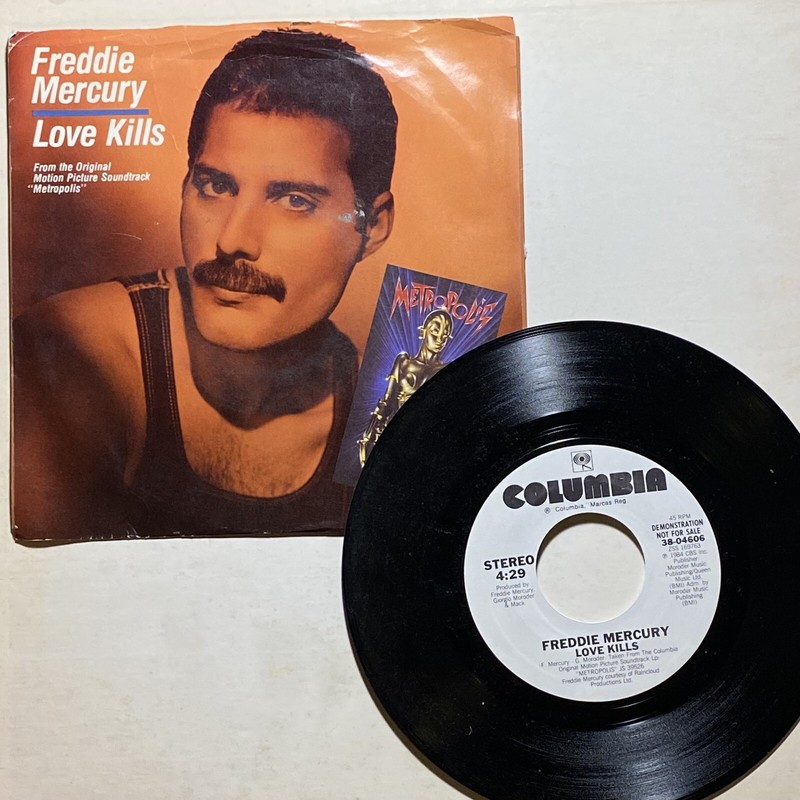 Freddie
Mercury
Love Kills
From the Original
Motion Picture Soundtrack
"Metropolis"
METROPOLIS
COLUMBIA
® "Columbia," Marcas Reg.
45 RPM
DEMONSTRATION
NOT FOR SALE
38-04606
ZSS 169763
℗ 1984 CBS Inc.
Publisher:
Moroder Music
Publishing/Queen
Music Ltd.
(BMI) Adm. by
Moroder Music
Publishing.
(BMI)
STEREO
4:29
Produced by
Freddie Mercury,
Giorgio Moroder
& Mack
FREDDIE MERCURY
LOVE KILLS
F. Mercury G. Moroder Taken From The Columbia
Original Motion Picture Soundtrack Lp:
"METROPOLIS" JS 39526
Freddie Mercury courtesy of Raincloud
Productions Ltd.